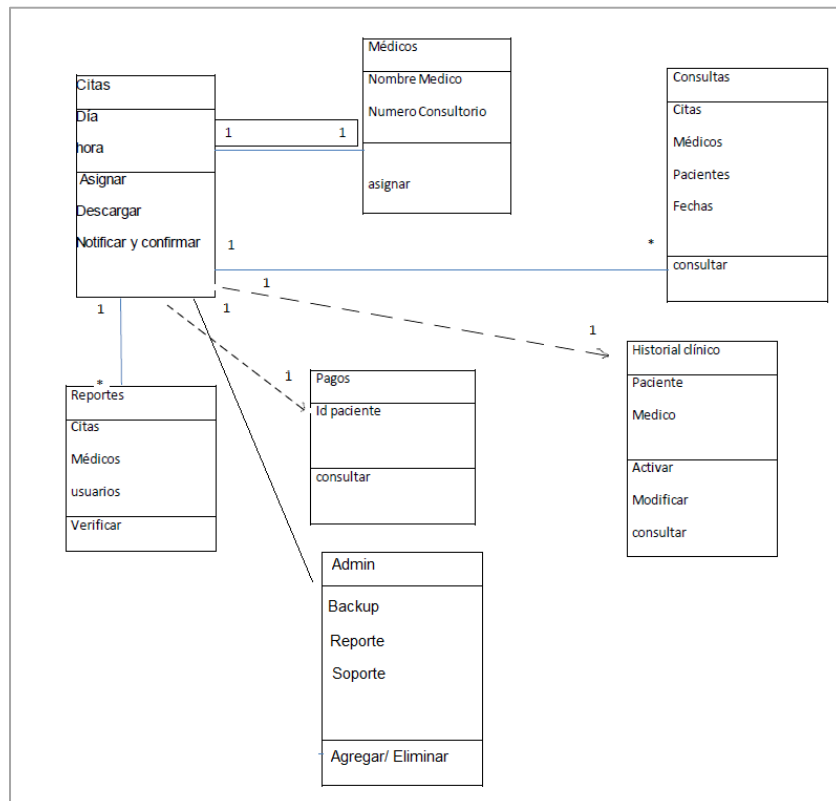 Médicos
Nombre Medico
Numero Consultorio
asignar
Citas
Día
hora
Asignar
Descargar
Notificar y confirmar
Consultas
Citas
Médicos
Pacientes
Fechas
consultar
1
1
1
*
1
1
1
*
1
1
Reportes
Citas
Médicos
usuarios
Verificar
Pagos
Id paciente
consultar
Historial clínico
Paciente
Medico
Activar
Modificar
consultar
Admin
Backup
Reporte
Soporte
Agregar/ Eliminar